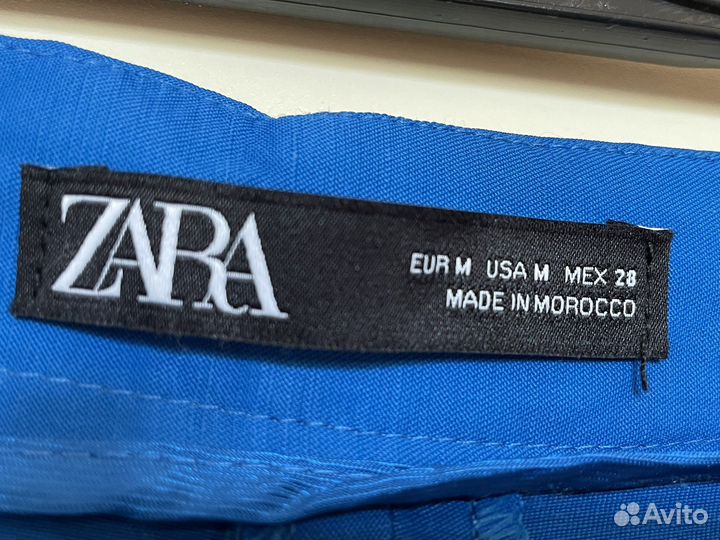 ZARA
EUR M USA M MEX 28
MADE IN MOROCCO
Avito